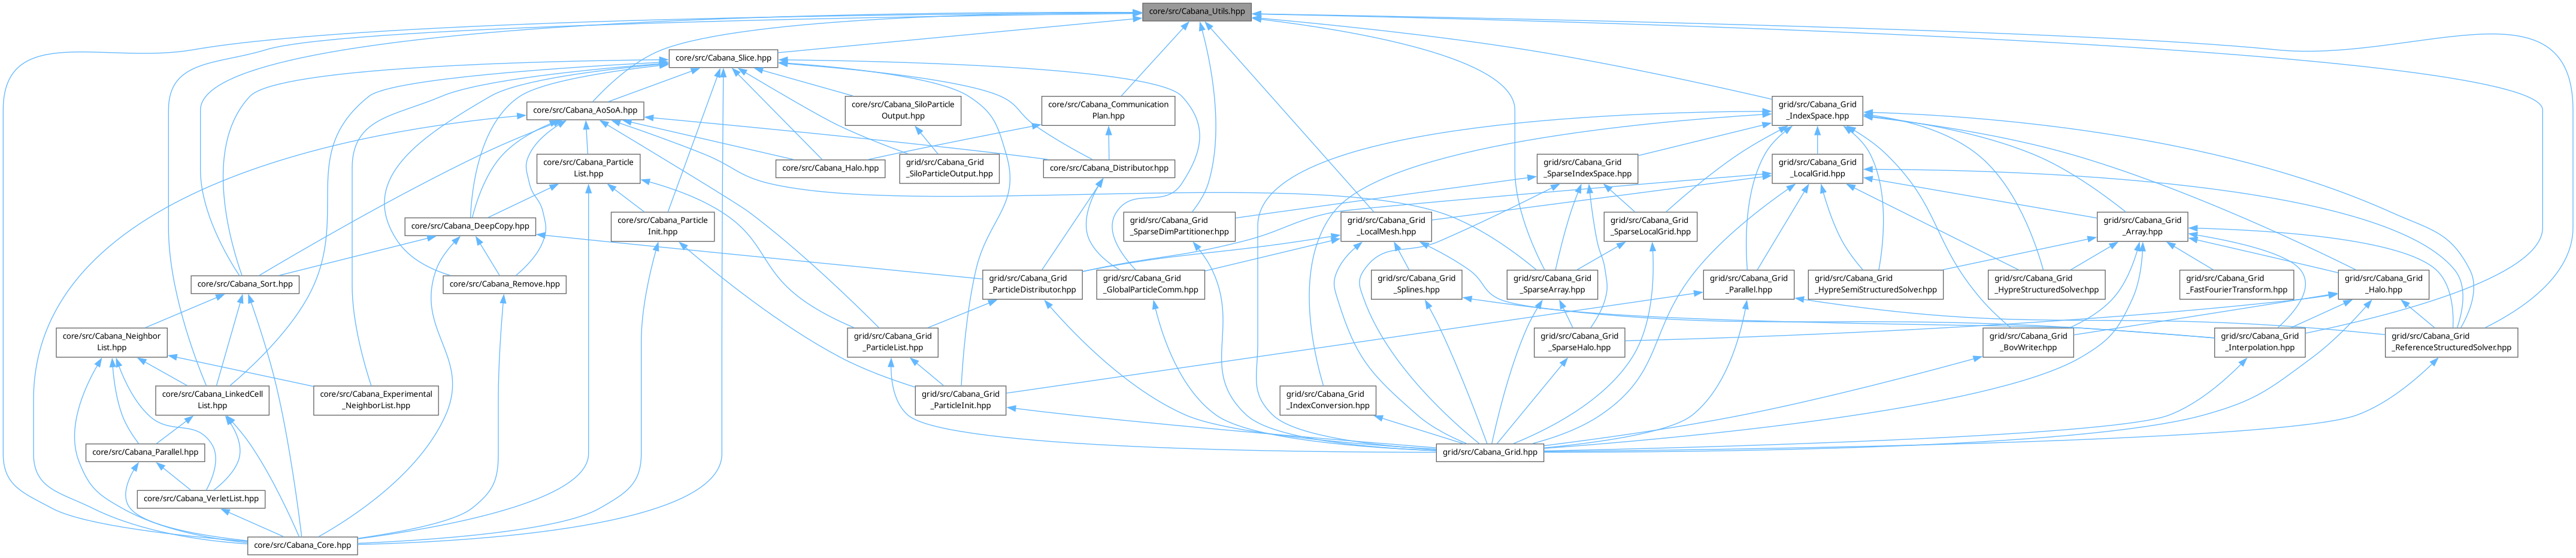 core/src/Cabana_Utils.hpp
core/src/Cabana_Slice.hpp
core/src/Cabana_AoSoA.hpp
core/src/Cabana_SiloParticle
Output.hpp
core/src/Cabana_Communication
Plan.hpp
grid/src/Cabana_Grid
_IndexSpace.hpp
core/src/Cabana_Particle
List.hpp
core/src/Cabana_Halo.hpp
grid/src/Cabana_Grid
_SiloParticleOutput.hpp
core/src/Cabana_Distributor.hpp
grid/src/Cabana_Grid
_SparseIndexSpace.hpp
grid/src/Cabana_Grid
_LocalGrid.hpp
core/src/Cabana_DeepCopy.hpp
core/src/Cabana_Particle
Init.hpp
grid/src/Cabana_Grid
_SparseDimPartitioner.hpp
grid/src/Cabana_Grid
_LocalMesh.hpp
grid/src/Cabana_Grid
_SparseLocalGrid.hpp
grid/src/Cabana_Grid
_Array.hpp
core/src/Cabana_Sort.hpp
core/src/Cabana_Remove.hpp
grid/src/Cabana_Grid
_ParticleDistributor.hpp
grid/src/Cabana_Grid
_GlobalParticleComm.hpp
grid/src/Cabana_Grid
_Splines.hpp
grid/src/Cabana_Grid
_SparseArray.hpp
grid/src/Cabana_Grid
_Parallel.hpp
grid/src/Cabana_Grid
_HypreSemiStructuredSolver.hpp
grid/src/Cabana_Grid
_HypreStructuredSolver.hpp
grid/src/Cabana_Grid
_FastFourierTransform.hpp
grid/src/Cabana_Grid
_Halo.hpp
core/src/Cabana_Neighbor
List.hpp
grid/src/Cabana_Grid
_ParticleList.hpp
grid/src/Cabana_Grid
_SparseHalo.hpp
grid/src/Cabana_Grid
_BovWriter.hpp
grid/src/Cabana_Grid
_Interpolation.hpp
grid/src/Cabana_Grid
_ReferenceStructuredSolver.hpp
core/src/Cabana_LinkedCell
List.hpp
core/src/Cabana_Experimental
_NeighborList.hpp
grid/src/Cabana_Grid
_ParticleInit.hpp
grid/src/Cabana_Grid
_IndexConversion.hpp
core/src/Cabana_Parallel.hpp
grid/src/Cabana_Grid.hpp
core/src/Cabana_VerletList.hpp
core/src/Cabana_Core.hpp